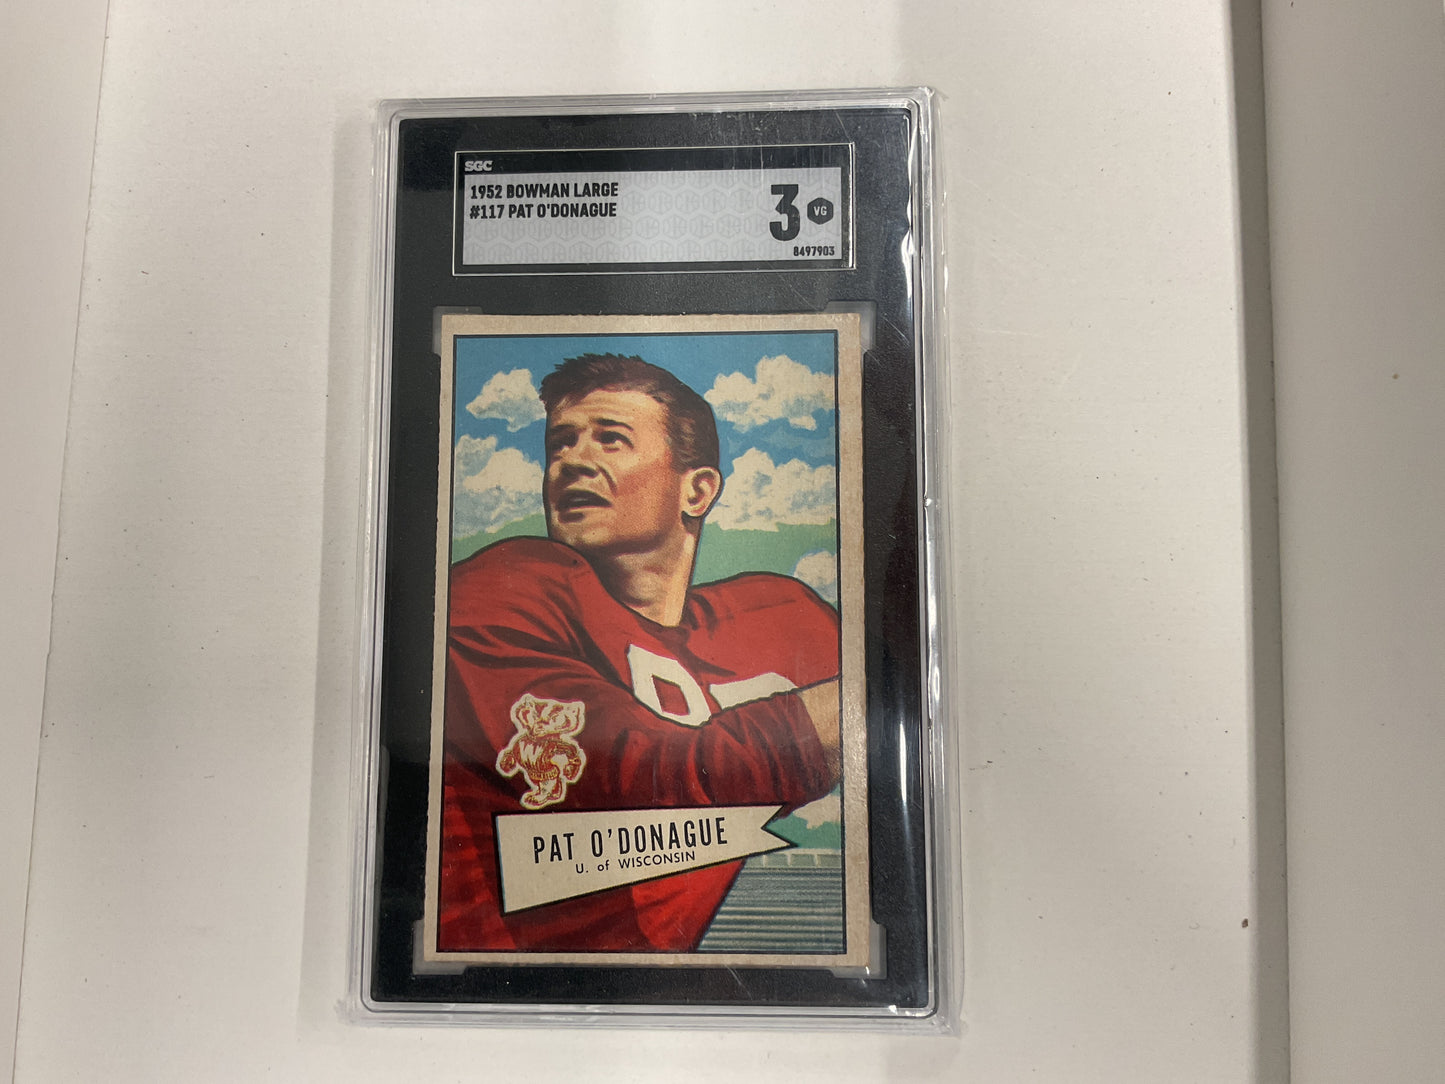 SGC
1952 BOWMAN LARGE
#117 PAT O'DONAGUE
3 VG
8497903
W
PAT O'DONAGUE
U. of WISCONSIN